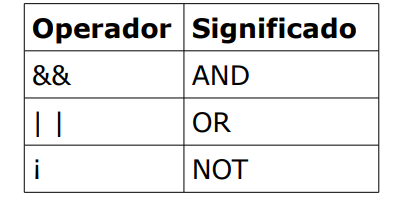 Operador Significado
&& AND
| | OR
i NOT